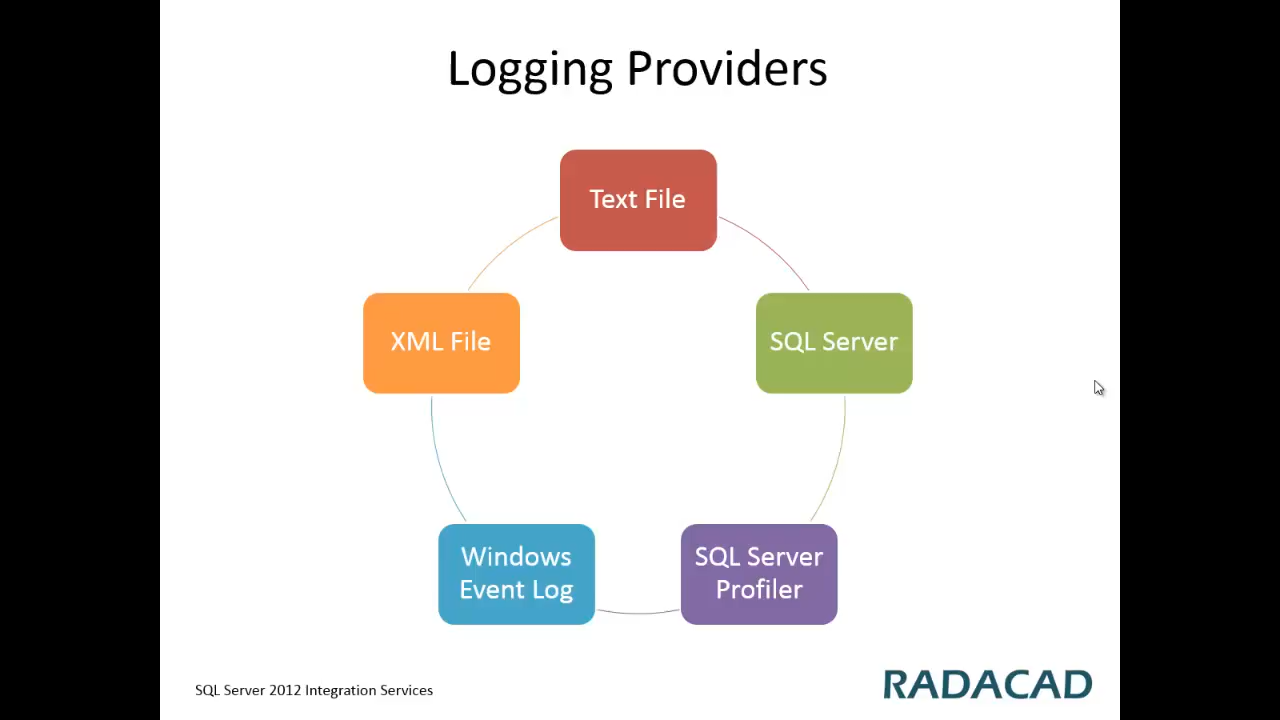 Logging Providers
Text File
XML File
SQL Server
Windows
Event Log
SQL Server
Profiler
SQL Server 2012 Integration Services
RADACAD